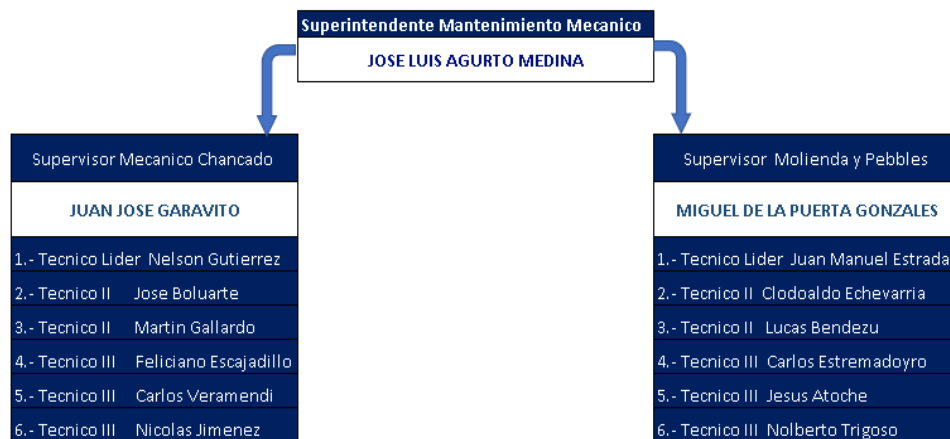 Superintendente Mantenimiento Mecanico
JOSE LUIS AGURTO MEDINA
Supervisor Mecanico Chancado
JUAN JOSE GARAVITO
1.- Tecnico Lider Nelson Gutierrez
2.- Tecnico II Jose Boluarte
3.- Tecnico II Martin Gallardo
4.- Tecnico III Feliciano Escajadillo
5.- Tecnico III Carlos Veramendi
6.- Tecnico III Nicolas Jimenez
Supervisor Molienda y Pebbles
MIGUEL DE LA PUERTA GONZALES
1.- Tecnico Lider Juan Manuel Estrada
2.- Tecnico II Clodoaldo Echevarria
3.- Tecnico II Lucas Bendezu
4.- Tecnico III Carlos Estremadoyro
5.- Tecnico III Jesus Atoche
6.- Tecnico III Nolberto Trigoso